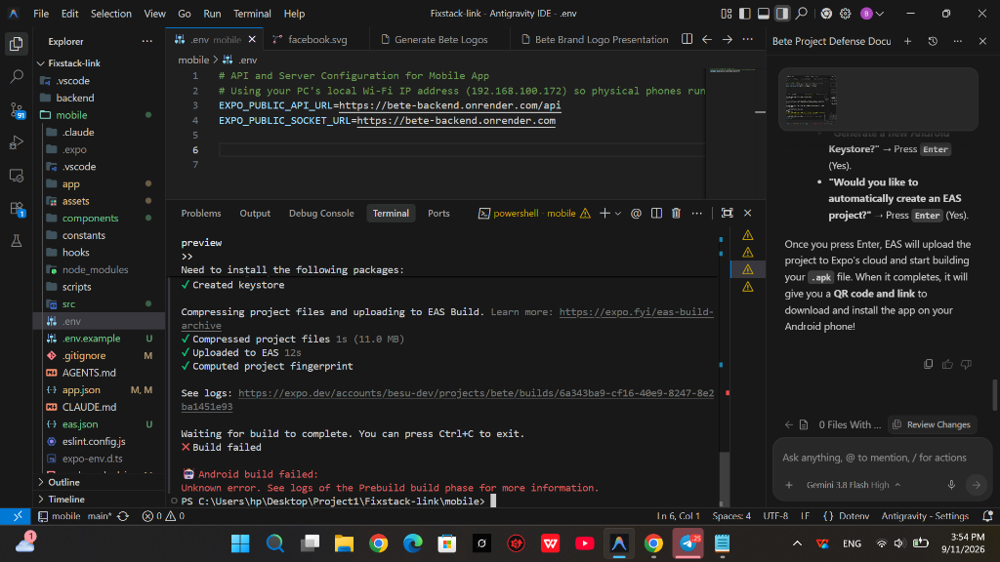 File Edit Selection View Go Run Terminal Help
Fixstack-link - Antigravity IDE - .env
Explorer
Fixstack-link
.vscode
backend
mobile
.claude
.expo
.vscode
app
assets
components
constants
hooks
node_modules
scripts
src
.env
.env.example U
.gitignore M
AGENTS.md
app.json M, M
CLAUDE.md
eas.json U
eslint.config.js
expo-env.d.ts
Outline
Timeline
.env mobile
facebook.svg
Generate Bete Logos
Bete Brand Logo Presentation
mobile > .env
1 # API and Server Configuration for Mobile App
2 # Using your PC's local Wi-Fi IP address (192.168.100.172) so physical phones run
3 EXPO_PUBLIC_API_URL=https://bete-backend.onrender.com/api
4 EXPO_PUBLIC_SOCKET_URL=https://bete-backend.onrender.com
5
6
7
Problems Output Debug Console Terminal Ports
powershell - mobile
preview
>>
Need to install the following packages:
✓ Created keystore
Compressing project files and uploading to EAS Build. Learn more: https://expo.fyi/eas-build-
archive
✓ Compressed project files 1s (11.0 MB)
✓ Uploaded to EAS 12s
✓ Computed project fingerprint
See logs: https://expo.dev/accounts/besu-dev/projects/bete/builds/6a343ba9-cf16-40e9-8247-8e2
ba1451e93
Waiting for build to complete. You can press Ctrl+C to exit.
✕ Build failed
Android build failed:
Unknown error. See logs of the Prebuild build phase for more information.
PS C:\Users\hp\Desktop\Project1\Fixstack-link\mobile>
Bete Project Defense Docu
"Generate a new Android
Keystore?" → Press Enter
(Yes).
• "Would you like to
automatically create an EAS
project?" → Press Enter (Yes).
Once you press Enter, EAS will upload the
project to Expo's cloud and start building
your .apk file. When it completes, it will
give you a QR code and link to
download and install the app on your
Android phone!
0 Files With ...
Review Changes
Ask anything, @ to mention, / for actions
Gemini 3.8 Flash High
91
1
B
mobile main* 0 0
Ln 6, Col 1 Spaces: 4 UTF-8 LF {} Dotenv Antigravity - Settings
1
25
ENG
3:54 PM
9/11/2026